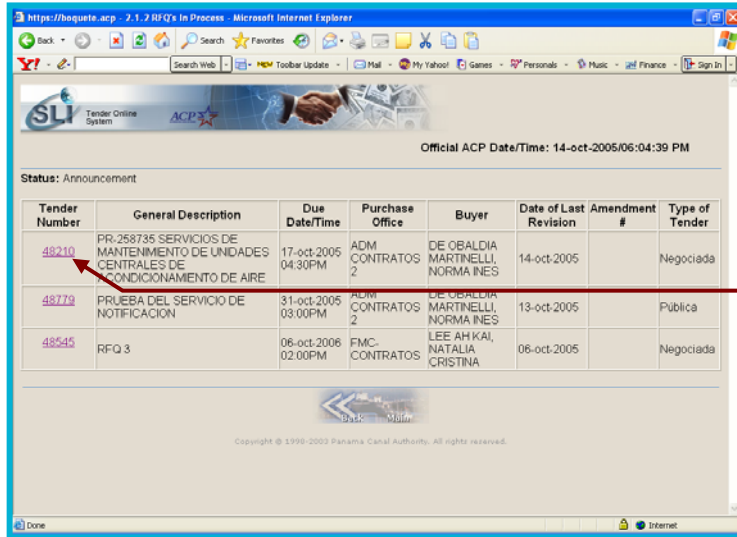 https://boquete.acp - 2.1.2 RFQ's In Process - Microsoft Internet Explorer
Back Search Favorites
Y! Search Web NEW Toolbar Update Mail My Yahoo! Games Personals Music Finance Sign In
SLI Tender Online System ACP
Official ACP Date/Time: 14-oct-2005/06:04:39 PM
Status: Announcement
Tender Number General Description Due Date/Time Purchase Office Buyer Date of Last Revision Amendment # Type of Tender
48210 PR-258735 SERVICIOS DE MANTENIMIENTO DE UNIDADES CENTRALES DE ACONDICIONAMIENTO DE AIRE 17-oct-2005 04:30PM ADM CONTRATOS 2 DE OBALDIA MARTINELLI, NORMA INES 14-oct-2005 Negociada
48779 PRUEBA DEL SERVICIO DE NOTIFICACION 31-oct-2005 03:00PM ADM CONTRATOS 2 DE OBALDIA MARTINELLI, NORMA INES 13-oct-2005 Pública
48545 RFQ 3 06-oct-2006 02:00PM FMC-CONTRATOS LEE AH KAI, NATALIA CRISTINA 06-oct-2005 Negociada
Back Main
Copyright @ 1990-2003 Panama Canal Authority. All rights reserved.
Done Internet